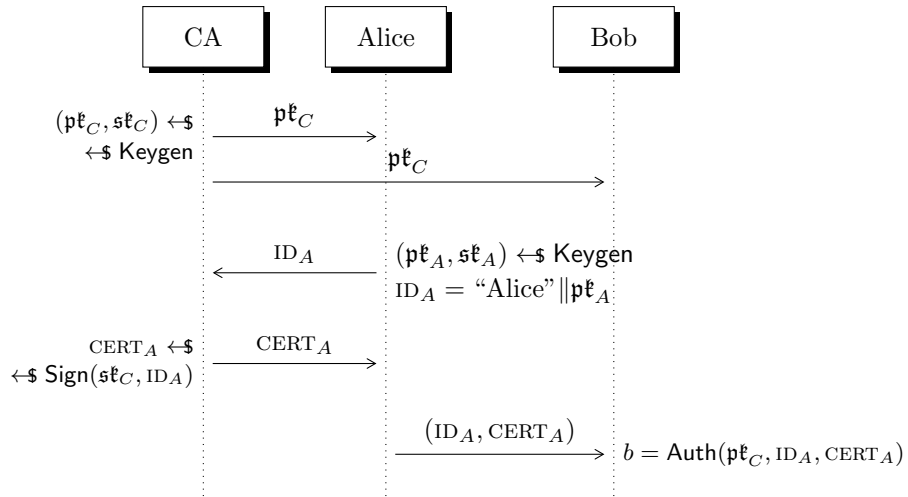 CA Alice Bob
(𝔭𝔨_C, 𝔰𝔨_C) ↞$ 𝔭𝔨_C
↞$ Keygen
𝔭𝔨_C
ID_A (𝔭𝔨_A, 𝔰𝔨_A) ↞$ Keygen
ID_A = “Alice”‖𝔭𝔨_A
CERT_A ↞$ CERT_A
↞$ Sign(𝔰𝔨_C, ID_A)
(ID_A, CERT_A) b = Auth(𝔭𝔨_C, ID_A, CERT_A)